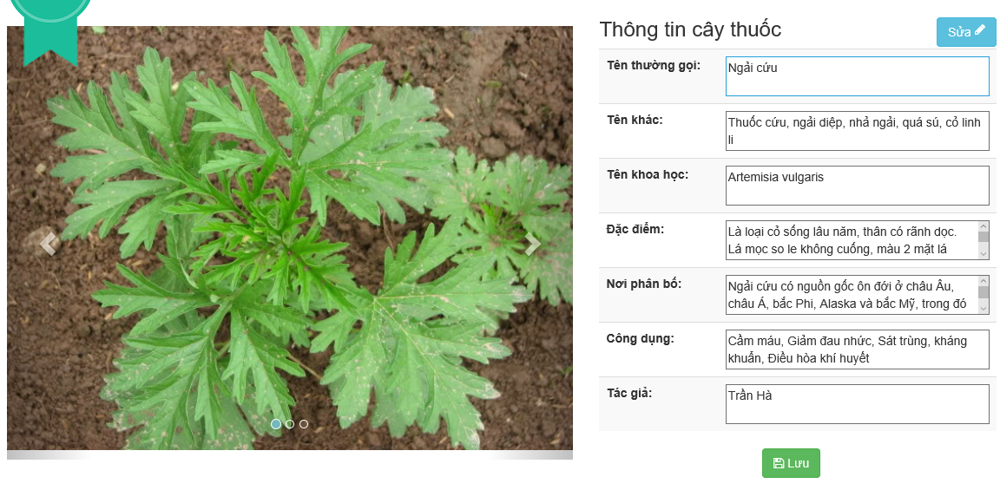 Thông tin cây thuốc
Sửa
Tên thường gọi:
Ngải cứu
Tên khác:
Thuốc cứu, ngải diệp, nhả ngải, quá sú, cỏ linh
li
Tên khoa học:
Artemisia vulgaris
Đặc điểm:
Là loại cỏ sống lâu năm, thân có rãnh dọc.
Lá mọc so le không cuống, màu 2 mặt lá
Nơi phân bố:
Ngải cứu có nguồn gốc ôn đới ở châu Âu,
châu Á, bắc Phi, Alaska và bắc Mỹ, trong đó
Công dụng:
Cầm máu, Giảm đau nhức, Sát trùng, kháng
khuẩn, Điều hòa khí huyết
Tác giả:
Trần Hà
Lưu